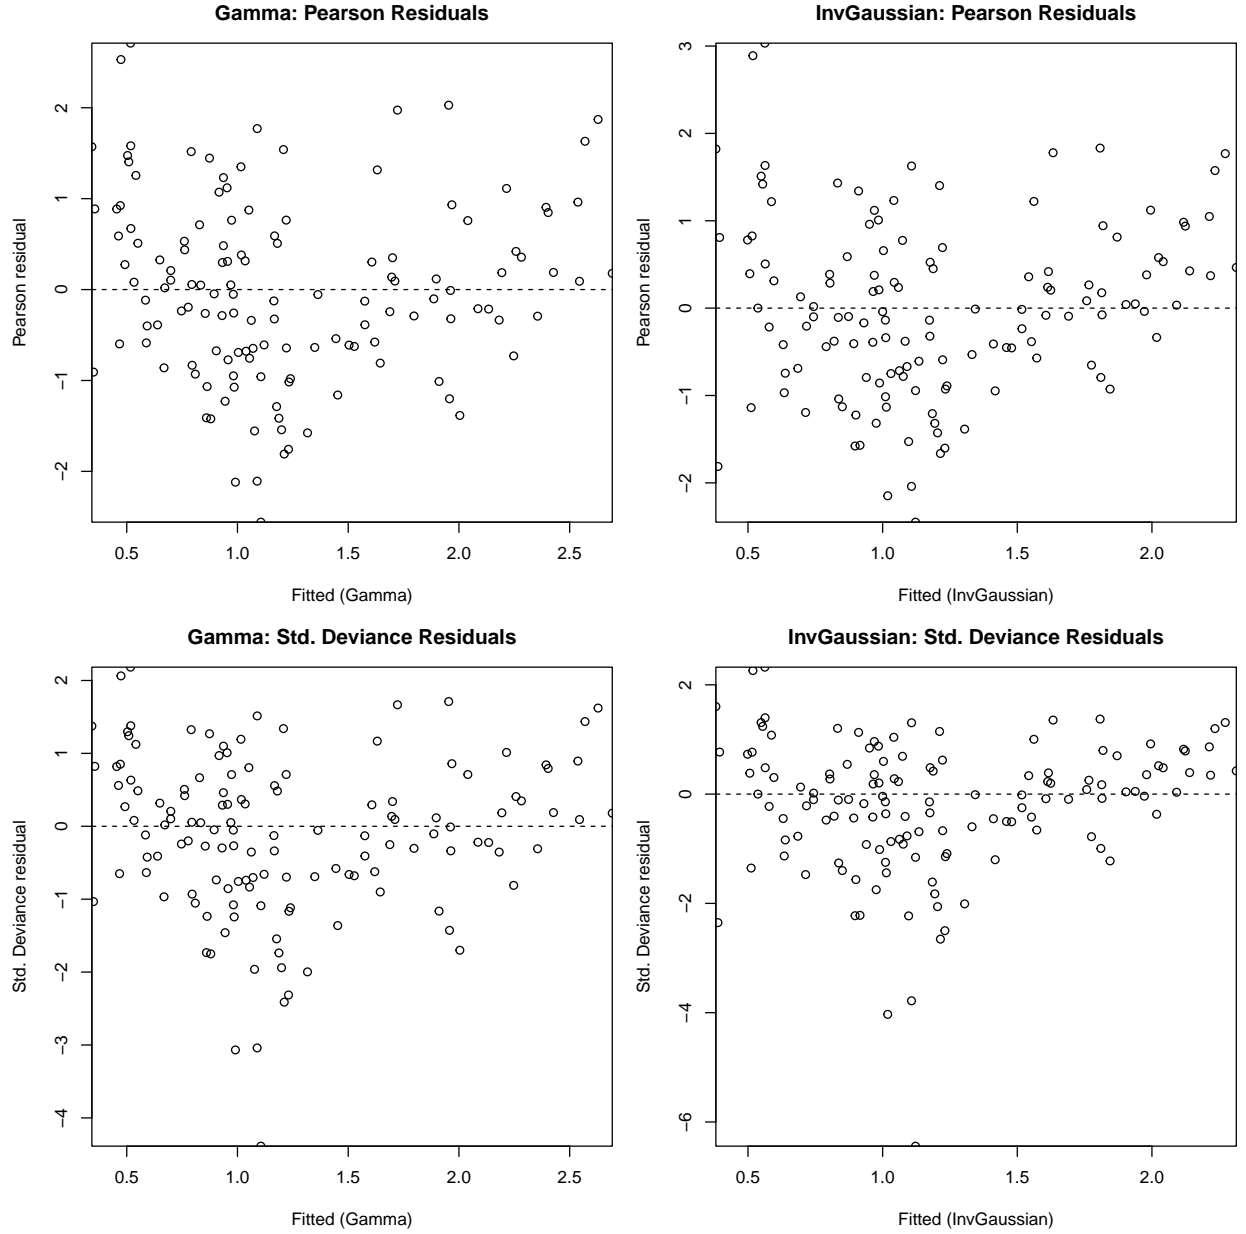 Gamma: Pearson Residuals
Pearson residual
2
1
0
−1
−2
0.5 1.0 1.5 2.0 2.5
Fitted (Gamma)
InvGaussian: Pearson Residuals
Pearson residual
3
2
1
0
−1
−2
0.5 1.0 1.5 2.0
Fitted (InvGaussian)
Gamma: Std. Deviance Residuals
Std. Deviance residual
2
1
0
−1
−2
−3
−4
0.5 1.0 1.5 2.0 2.5
Fitted (Gamma)
InvGaussian: Std. Deviance Residuals
Std. Deviance residual
2
0
−2
−4
−6
0.5 1.0 1.5 2.0
Fitted (InvGaussian)